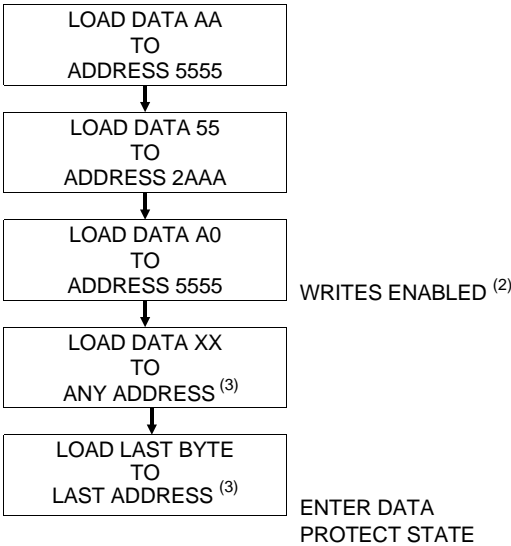 LOAD DATA AA
TO
ADDRESS 5555
LOAD DATA 55
TO
ADDRESS 2AAA
LOAD DATA A0
TO
ADDRESS 5555
WRITES ENABLED (2)
LOAD DATA XX
TO
ANY ADDRESS (3)
LOAD LAST BYTE
TO
LAST ADDRESS (3)
ENTER DATA
PROTECT STATE